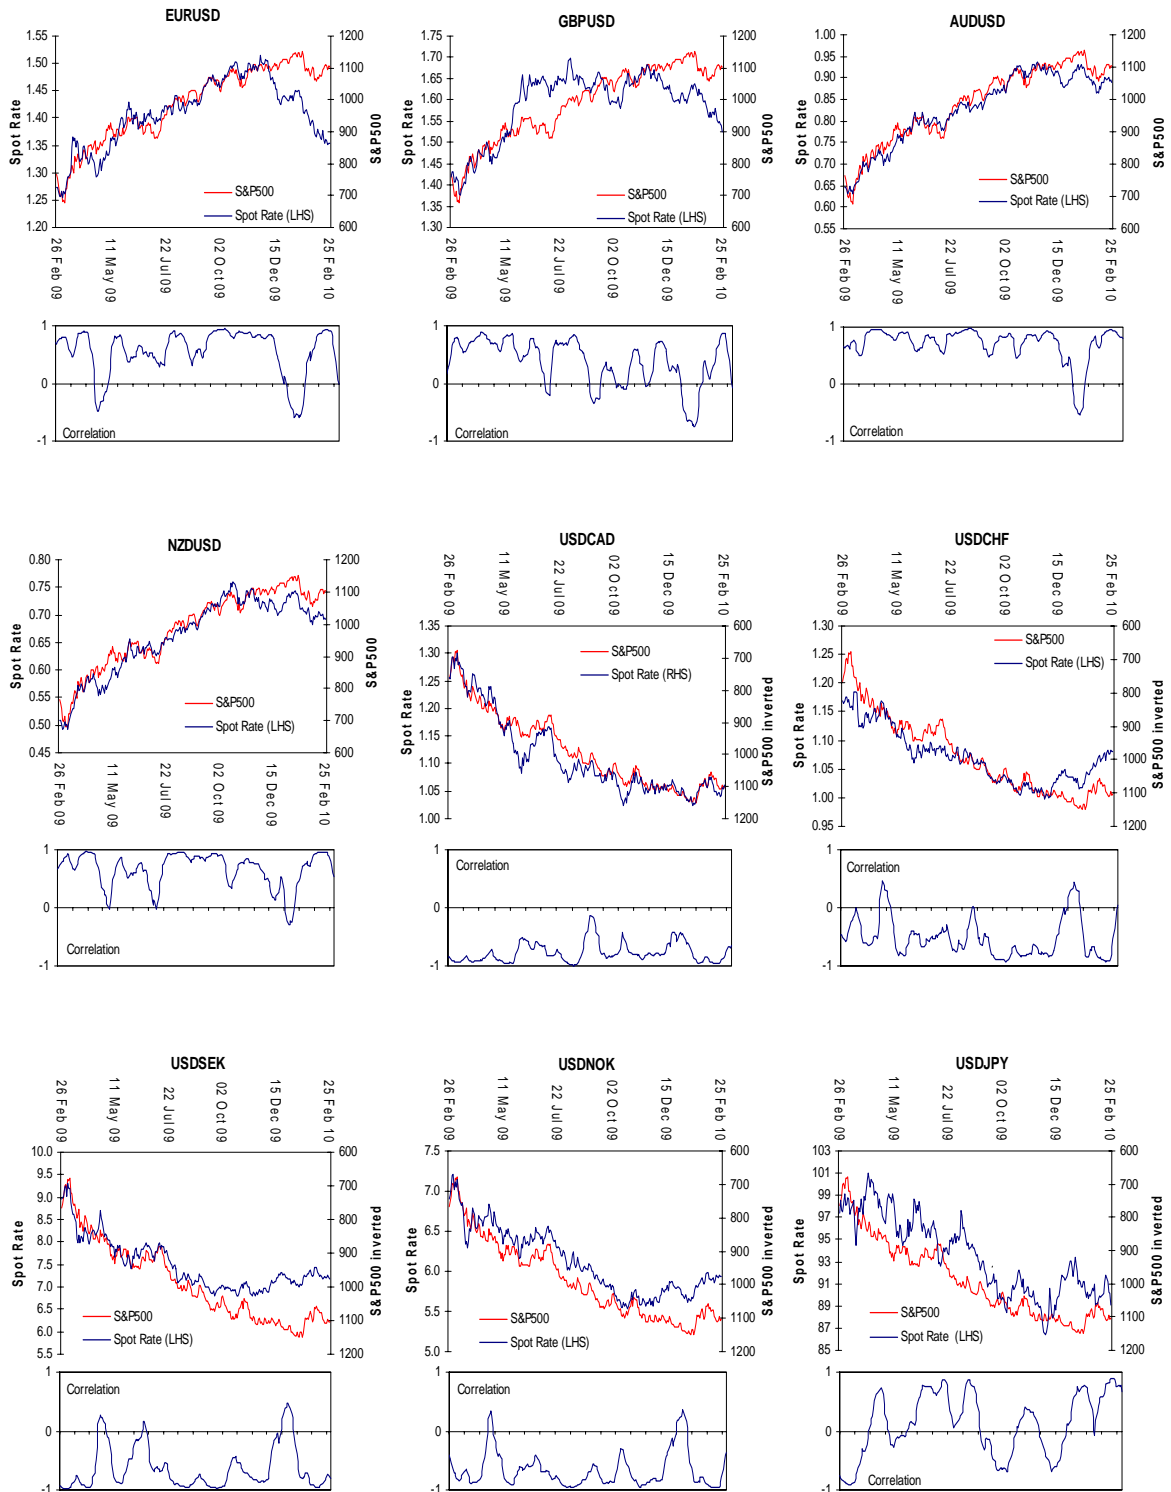 EURUSD
1.55
1.50
1.45
1.40
1.35
1.30
1.25
1.20
Spot Rate
1200
1100
1000
900
800
700
600
S&P500
S&P500
Spot Rate (LHS)
26 Feb 09
11 May 09
22 Jul 09
02 Oct 09
15 Dec 09
25 Feb 10
1
0
-1
Correlation
GBPUSD
1.75
1.70
1.65
1.60
1.55
1.50
1.45
1.40
1.35
1.30
Spot Rate
1200
1100
1000
900
800
700
600
S&P500
S&P500
Spot Rate (LHS)
26 Feb 09
11 May 09
22 Jul 09
02 Oct 09
15 Dec 09
25 Feb 10
1
0
-1
Correlation
AUDUSD
1.00
0.95
0.90
0.85
0.80
0.75
0.70
0.65
0.60
0.55
Spot Rate
1200
1100
1000
900
800
700
600
S&P500
S&P500
Spot Rate (LHS)
26 Feb 09
11 May 09
22 Jul 09
02 Oct 09
15 Dec 09
25 Feb 10
1
0
-1
Correlation
NZDUSD
0.80
0.75
0.70
0.65
0.60
0.55
0.50
0.45
Spot Rate
1200
1100
1000
900
800
700
600
S&P500
S&P500
Spot Rate (LHS)
26 Feb 09
11 May 09
22 Jul 09
02 Oct 09
15 Dec 09
25 Feb 10
1
0
-1
Correlation
USDCAD
26 Feb 09
11 May 09
22 Jul 09
02 Oct 09
15 Dec 09
25 Feb 10
1.35
1.30
1.25
1.20
1.15
1.10
1.05
1.00
Spot Rate
600
700
800
900
1000
1100
1200
S&P500 inverted
S&P500
Spot Rate (RHS)
1
0
-1
Correlation
USDCHF
26 Feb 09
11 May 09
22 Jul 09
02 Oct 09
15 Dec 09
25 Feb 10
1.30
1.25
1.20
1.15
1.10
1.05
1.00
0.95
Spot Rate
600
700
800
900
1000
1100
1200
S&P500 inverted
S&P500
Spot Rate (LHS)
1
0
-1
Correlation
USDSEK
26 Feb 09
11 May 09
22 Jul 09
02 Oct 09
15 Dec 09
25 Feb 10
10.0
9.5
9.0
8.5
8.0
7.5
7.0
6.5
6.0
5.5
Spot Rate
600
700
800
900
1000
1100
1200
S&P500 inverted
S&P500
Spot Rate (LHS)
1
0
-1
Correlation
USDNOK
26 Feb 09
11 May 09
22 Jul 09
02 Oct 09
15 Dec 09
25 Feb 10
7.5
7.0
6.5
6.0
5.5
5.0
Spot Rate
600
700
800
900
1000
1100
1200
S&P500 inverted
S&P500
Spot Rate (LHS)
1
0
-1
Correlation
USDJPY
26 Feb 09
11 May 09
22 Jul 09
02 Oct 09
15 Dec 09
25 Feb 10
103
101
99
97
95
93
91
89
87
85
Spot Rate
600
700
800
900
1000
1100
1200
S&P500 inverted
S&P500
Spot Rate (LHS)
1
0
-1
Correlation